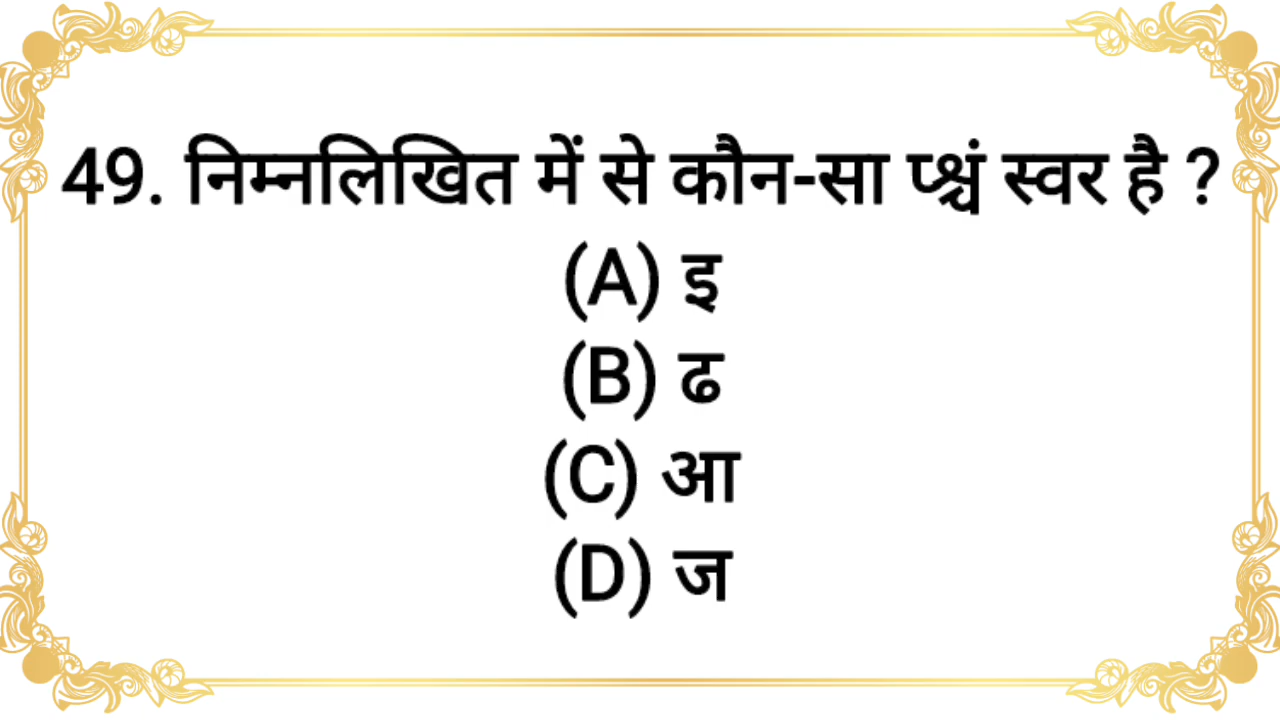 49. निम्नलिखित में से कौन-सा प्श्चं स्वर है ?
(A) इ
(B) ढ
(C) आ
(D) ज